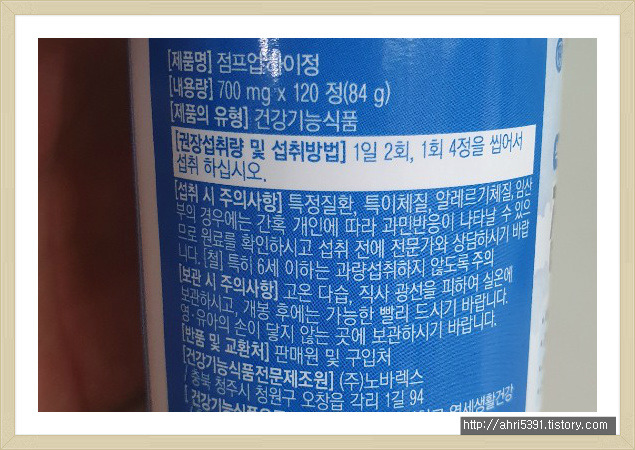 [제품명] 점프업 아이정
[내용량] 700 mg x 120 정(84 g)
[제품의 유형] 건강기능식품
[권장섭취량 및 섭취방법] 1일 2회, 1회 4정을 씹어서
섭취 하십시오.
[섭취 시 주의사항] 특정질환, 특이체질, 알레르기체질, 임산
부의 경우에는 간혹 개인에 따라 과민반응이 나타날 수 있으
므로 원료를 확인하시고 섭취 전에 전문가와 상담하시기 바랍
니다. [철] 특히 6세 이하는 과량섭취하지 않도록 주의
[보관 시 주의사항] 고온 다습, 직사 광선을 피하여 실온에
보관하시고, 개봉 후에는 가능한 빨리 드시기 바랍니다.
영·유아의 손이 닿지 않는 곳에 보관하시기 바랍니다.
[반품 및 교환처] 판매원 및 구입처
[건강기능식품전문제조원] (주)노바렉스
/ 충북 청주시 청원구 오창읍 각리 1길 94
[건강기능식품 연세생활건강
http://ahri5391.tistory.com